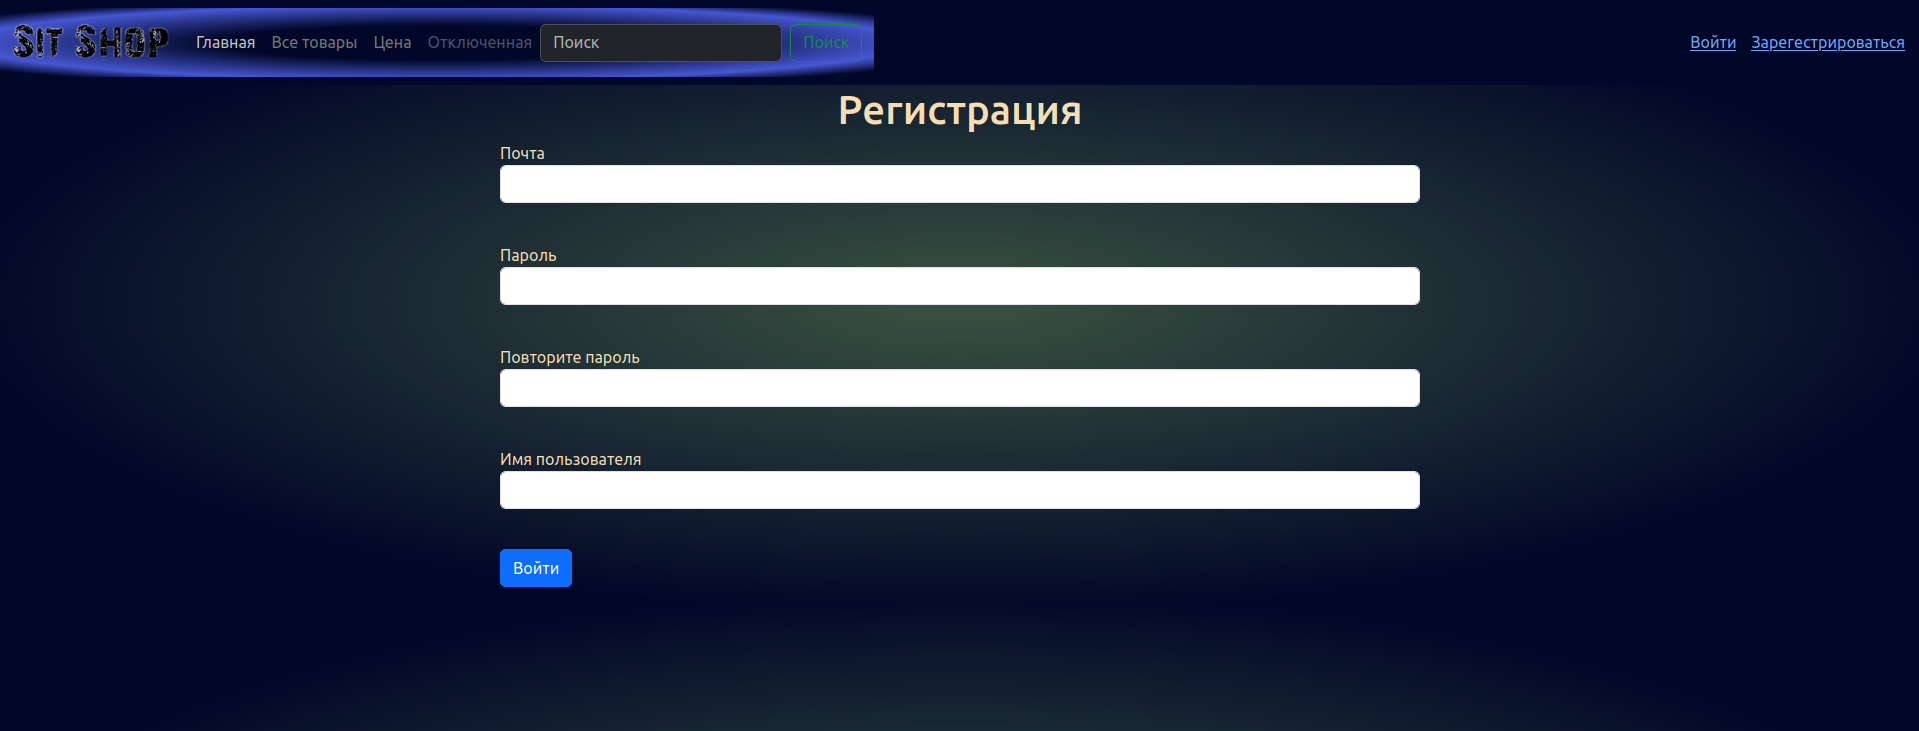 SIT SHOP Главная Все товары Цена Отключенная Поиск Поиск Войти Зарегестрироваться
Регистрация
Почта
Пароль
Повторите пароль
Имя пользователя
Войти